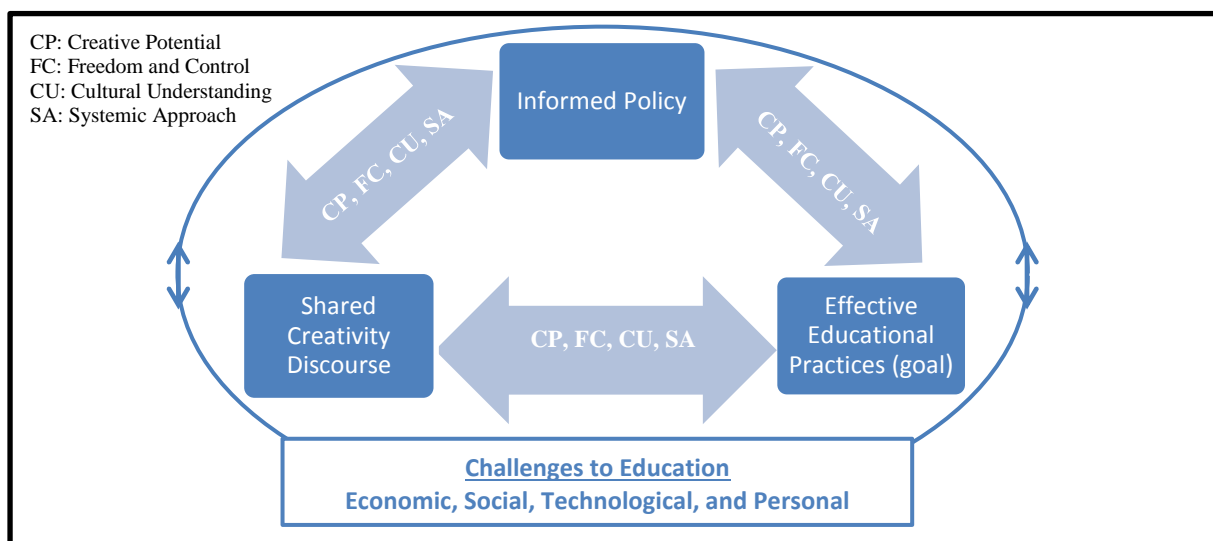 CP: Creative Potential
FC: Freedom and Control
CU: Cultural Understanding
SA: Systemic Approach
Informed Policy
CP, FC, CU, SA
CP, FC, CU, SA
Shared
Creativity
Discourse
CP, FC, CU, SA
Effective
Educational
Practices (goal)
Challenges to Education
Economic, Social, Technological, and Personal